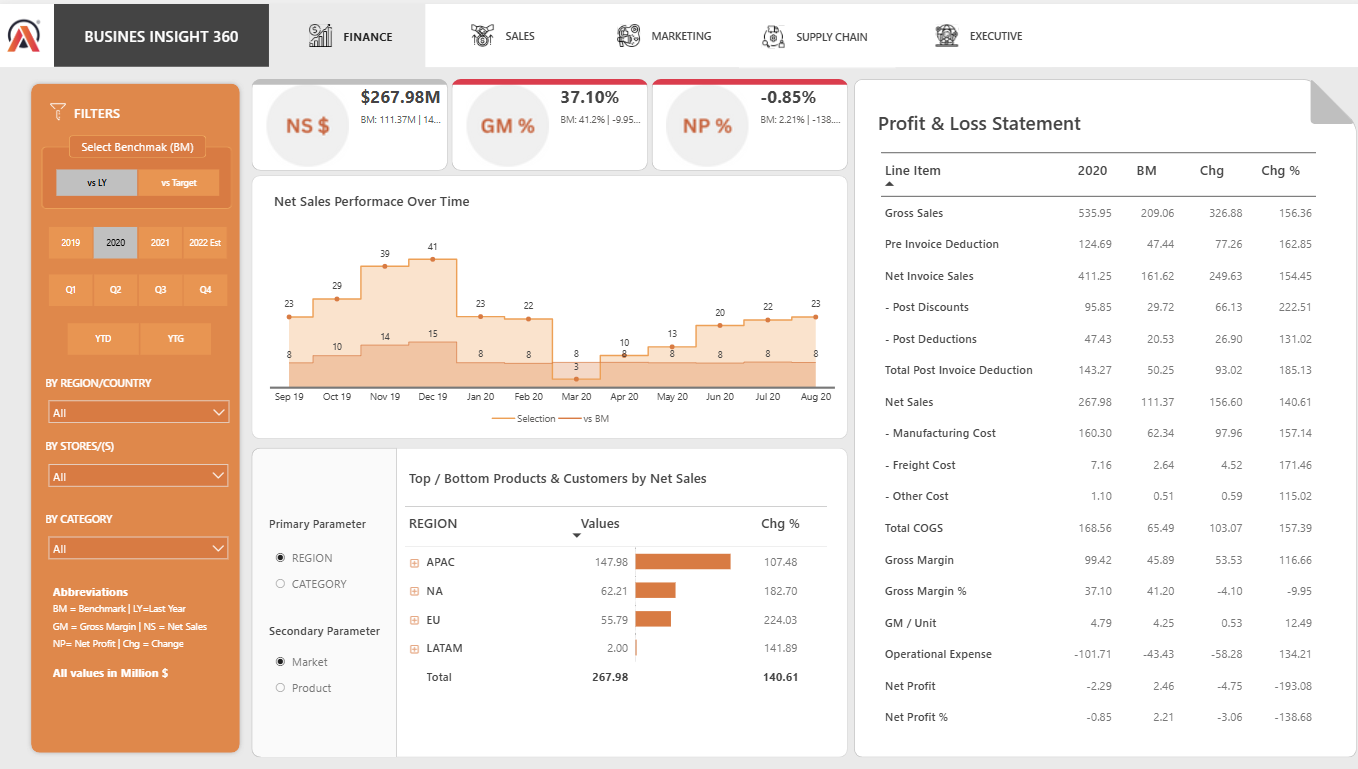 BUSINES INSIGHT 360
FINANCE
SALES
MARKETING
SUPPLY CHAIN
EXECUTIVE
FILTERS
Select Benchmak (BM)
vs LY
vs Target
2019
2020
2021
2022 Est
Q1
Q2
Q3
Q4
YTD
YTG
BY REGION/COUNTRY
All
BY STORES/(S)
All
BY CATEGORY
All
Abbreviations
BM = Benchmark | LY=Last Year
GM = Gross Margin | NS = Net Sales
NP= Net Profit | Chg = Change
All values in Million $
NS $
$267.98M
BM: 111.37M | 14...
GM %
37.10%
BM: 41.2% | -9.95...
NP %
-0.85%
BM: 2.21% | -138....
Net Sales Performace Over Time
23 29 39 41 23 22 3 10 13 20 22 23
8 10 14 15 8 8 8 8 8 8 8 8
Sep 19 Oct 19 Nov 19 Dec 19 Jan 20 Feb 20 Mar 20 Apr 20 May 20 Jun 20 Jul 20 Aug 20
Selection vs BM
Primary Parameter
REGION
CATEGORY
Secondary Parameter
Market
Product
Top / Bottom Products & Customers by Net Sales
REGION Values Chg %
APAC 147.98 107.48
NA 62.21 182.70
EU 55.79 224.03
LATAM 2.00 141.89
Total 267.98 140.61
Profit & Loss Statement
Line Item 2020 BM Chg Chg %
Gross Sales 535.95 209.06 326.88 156.36
Pre Invoice Deduction 124.69 47.44 77.26 162.85
Net Invoice Sales 411.25 161.62 249.63 154.45
- Post Discounts 95.85 29.72 66.13 222.51
- Post Deductions 47.43 20.53 26.90 131.02
Total Post Invoice Deduction 143.27 50.25 93.02 185.13
Net Sales 267.98 111.37 156.60 140.61
- Manufacturing Cost 160.30 62.34 97.96 157.14
- Freight Cost 7.16 2.64 4.52 171.46
- Other Cost 1.10 0.51 0.59 115.02
Total COGS 168.56 65.49 103.07 157.39
Gross Margin 99.42 45.89 53.53 116.66
Gross Margin % 37.10 41.20 -4.10 -9.95
GM / Unit 4.79 4.25 0.53 12.49
Operational Expense -101.71 -43.43 -58.28 134.21
Net Profit -2.29 2.46 -4.75 -193.08
Net Profit % -0.85 2.21 -3.06 -138.68